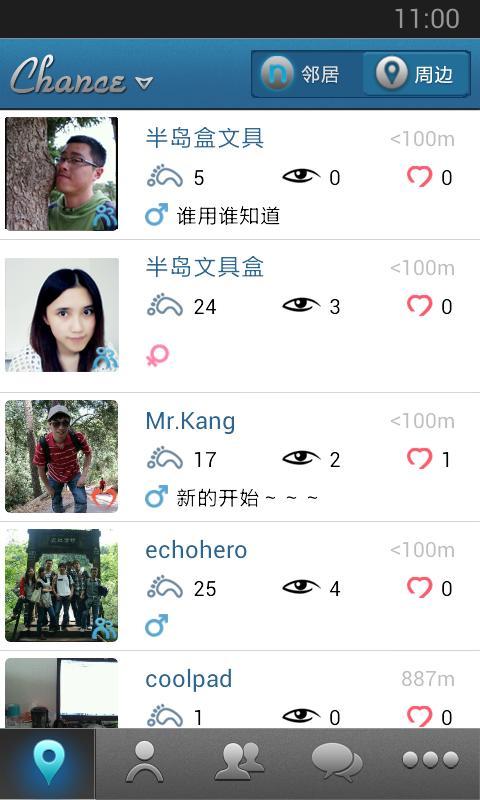 11:00
Chance
n 邻居 周边
半岛盒文具 <100m
5 0 0
谁用谁知道
半岛文具盒 <100m
24 3 0
Mr.Kang <100m
17 2 1
新的开始~ ~ ~
echohero <100m
25 4 0
coolpad 887m
1 0 0